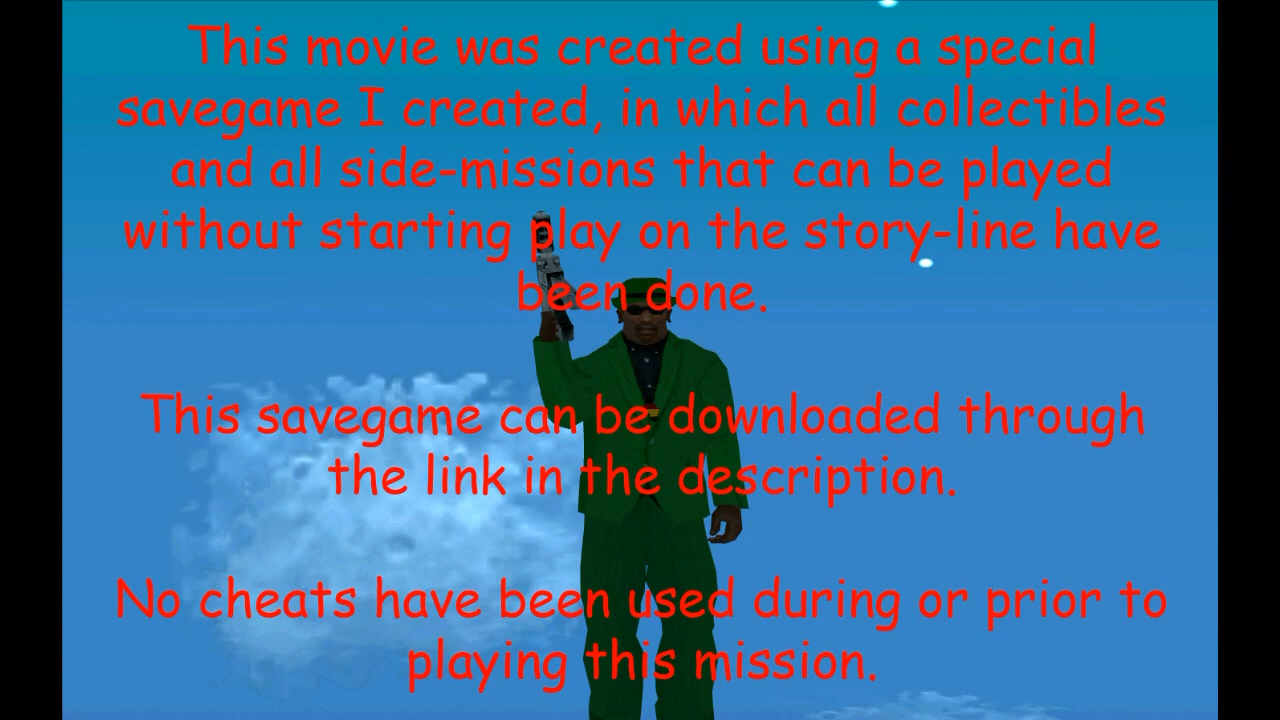 This movie was created using a special
savegame I created, in which all collectibles
and all side-missions that can be played
without starting play on the story-line have
been done.
This savegame can be downloaded through
the link in the description.
No cheats have been used during or prior to
playing this mission.